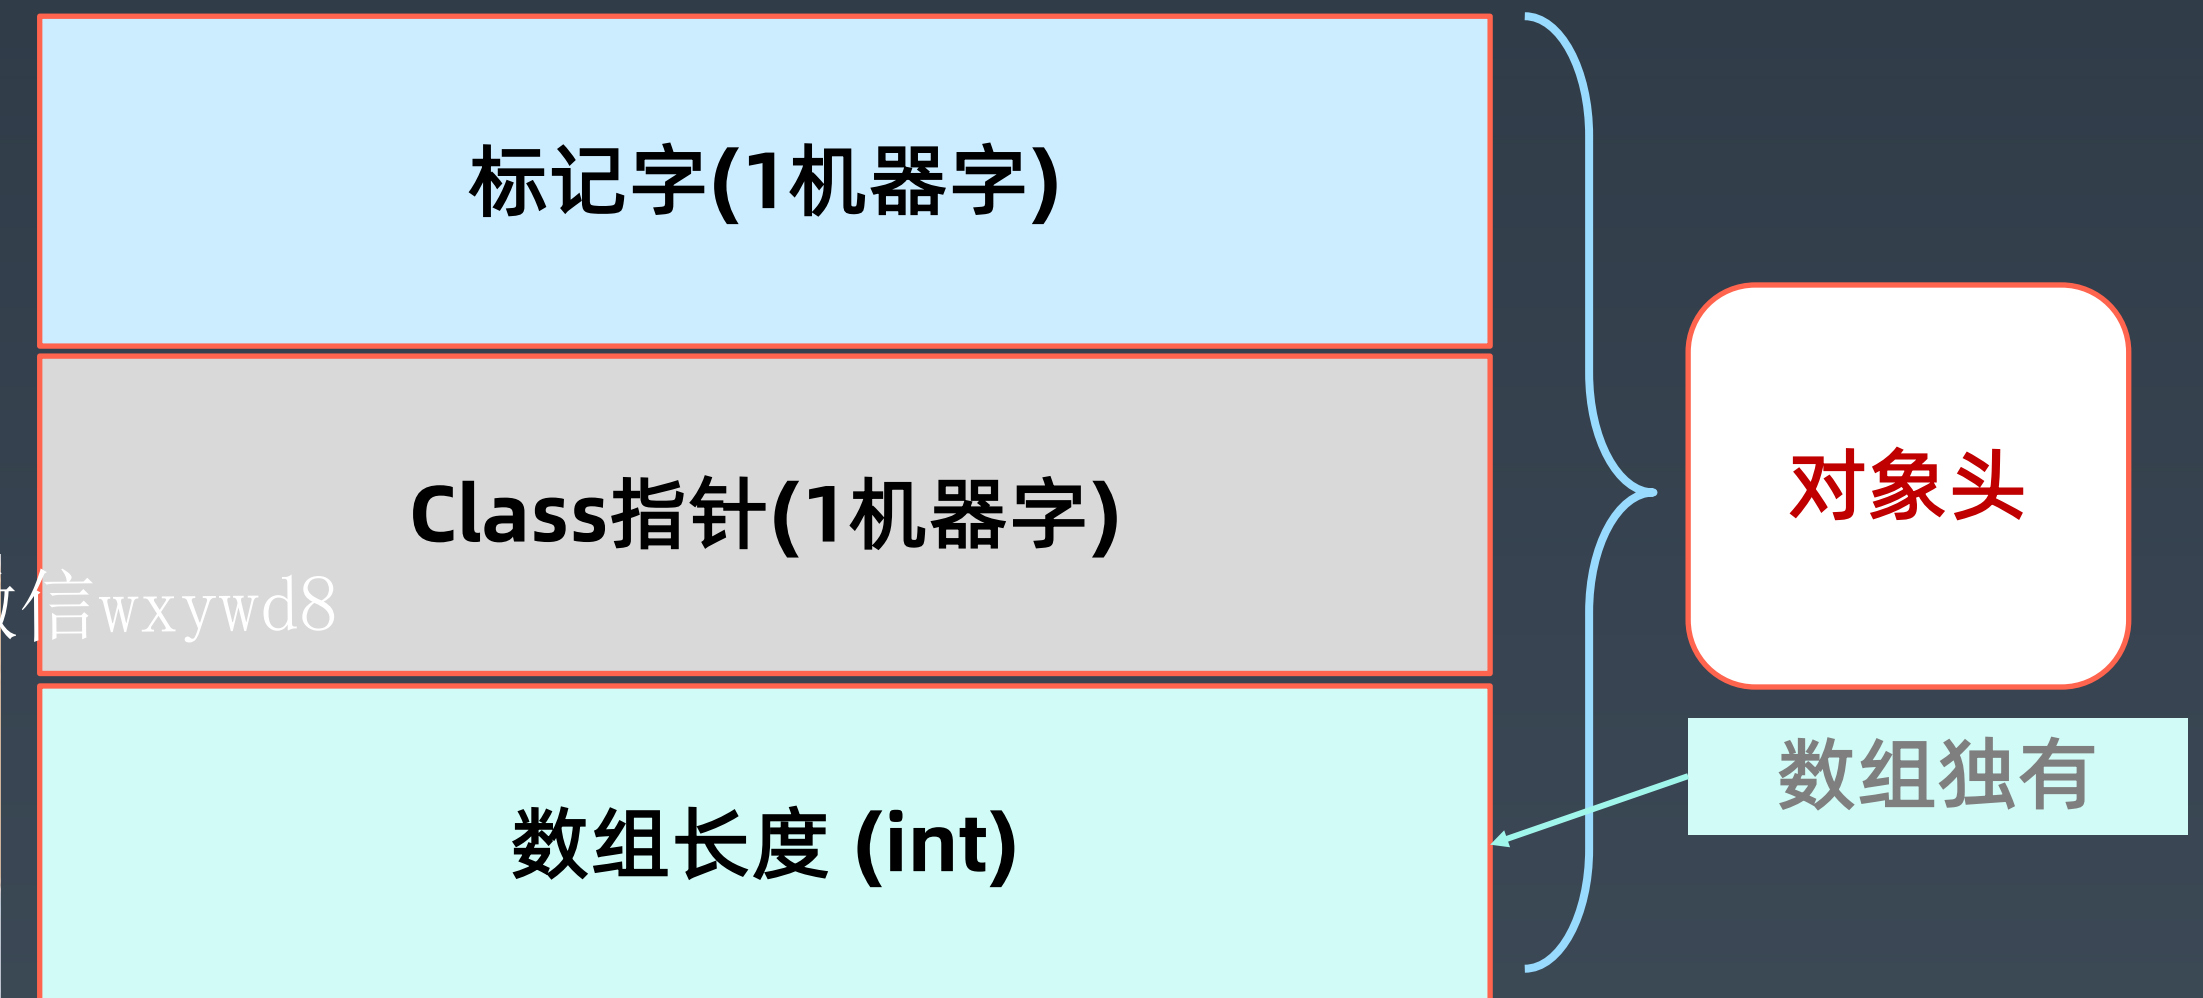 标记字(1机器字)
Class指针(1机器字)
对象头
信wxywd8
数组独有
数组长度 (int)